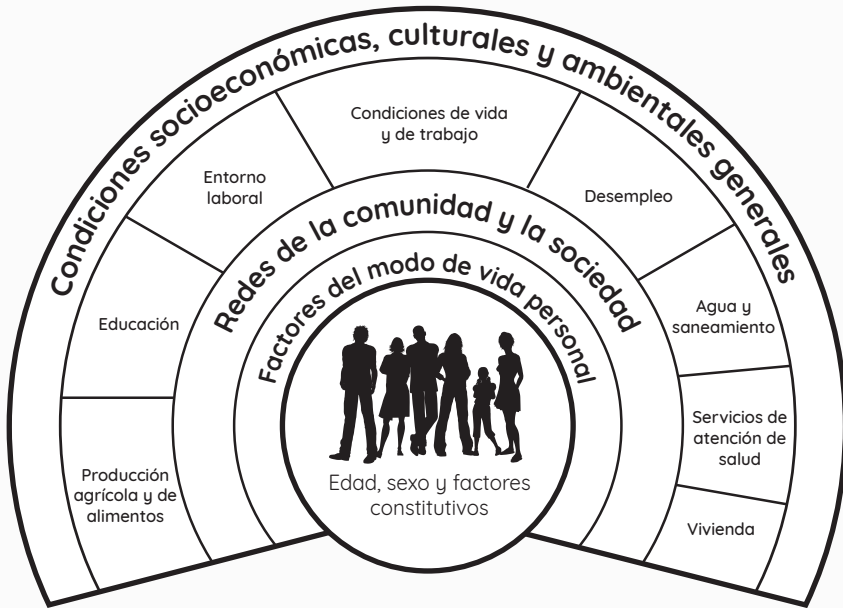 Condiciones socioeconómicas, culturales y ambientales generales
Condiciones de vida
y de trabajo
Entorno
laboral
Desempleo
Educación
Agua y
saneamiento
Producción
agrícola y de
alimentos
Servicios de
atención de
salud
Vivienda
Redes de la comunidad y la sociedad
Factores del modo de vida personal
Edad, sexo y factores
constitutivos